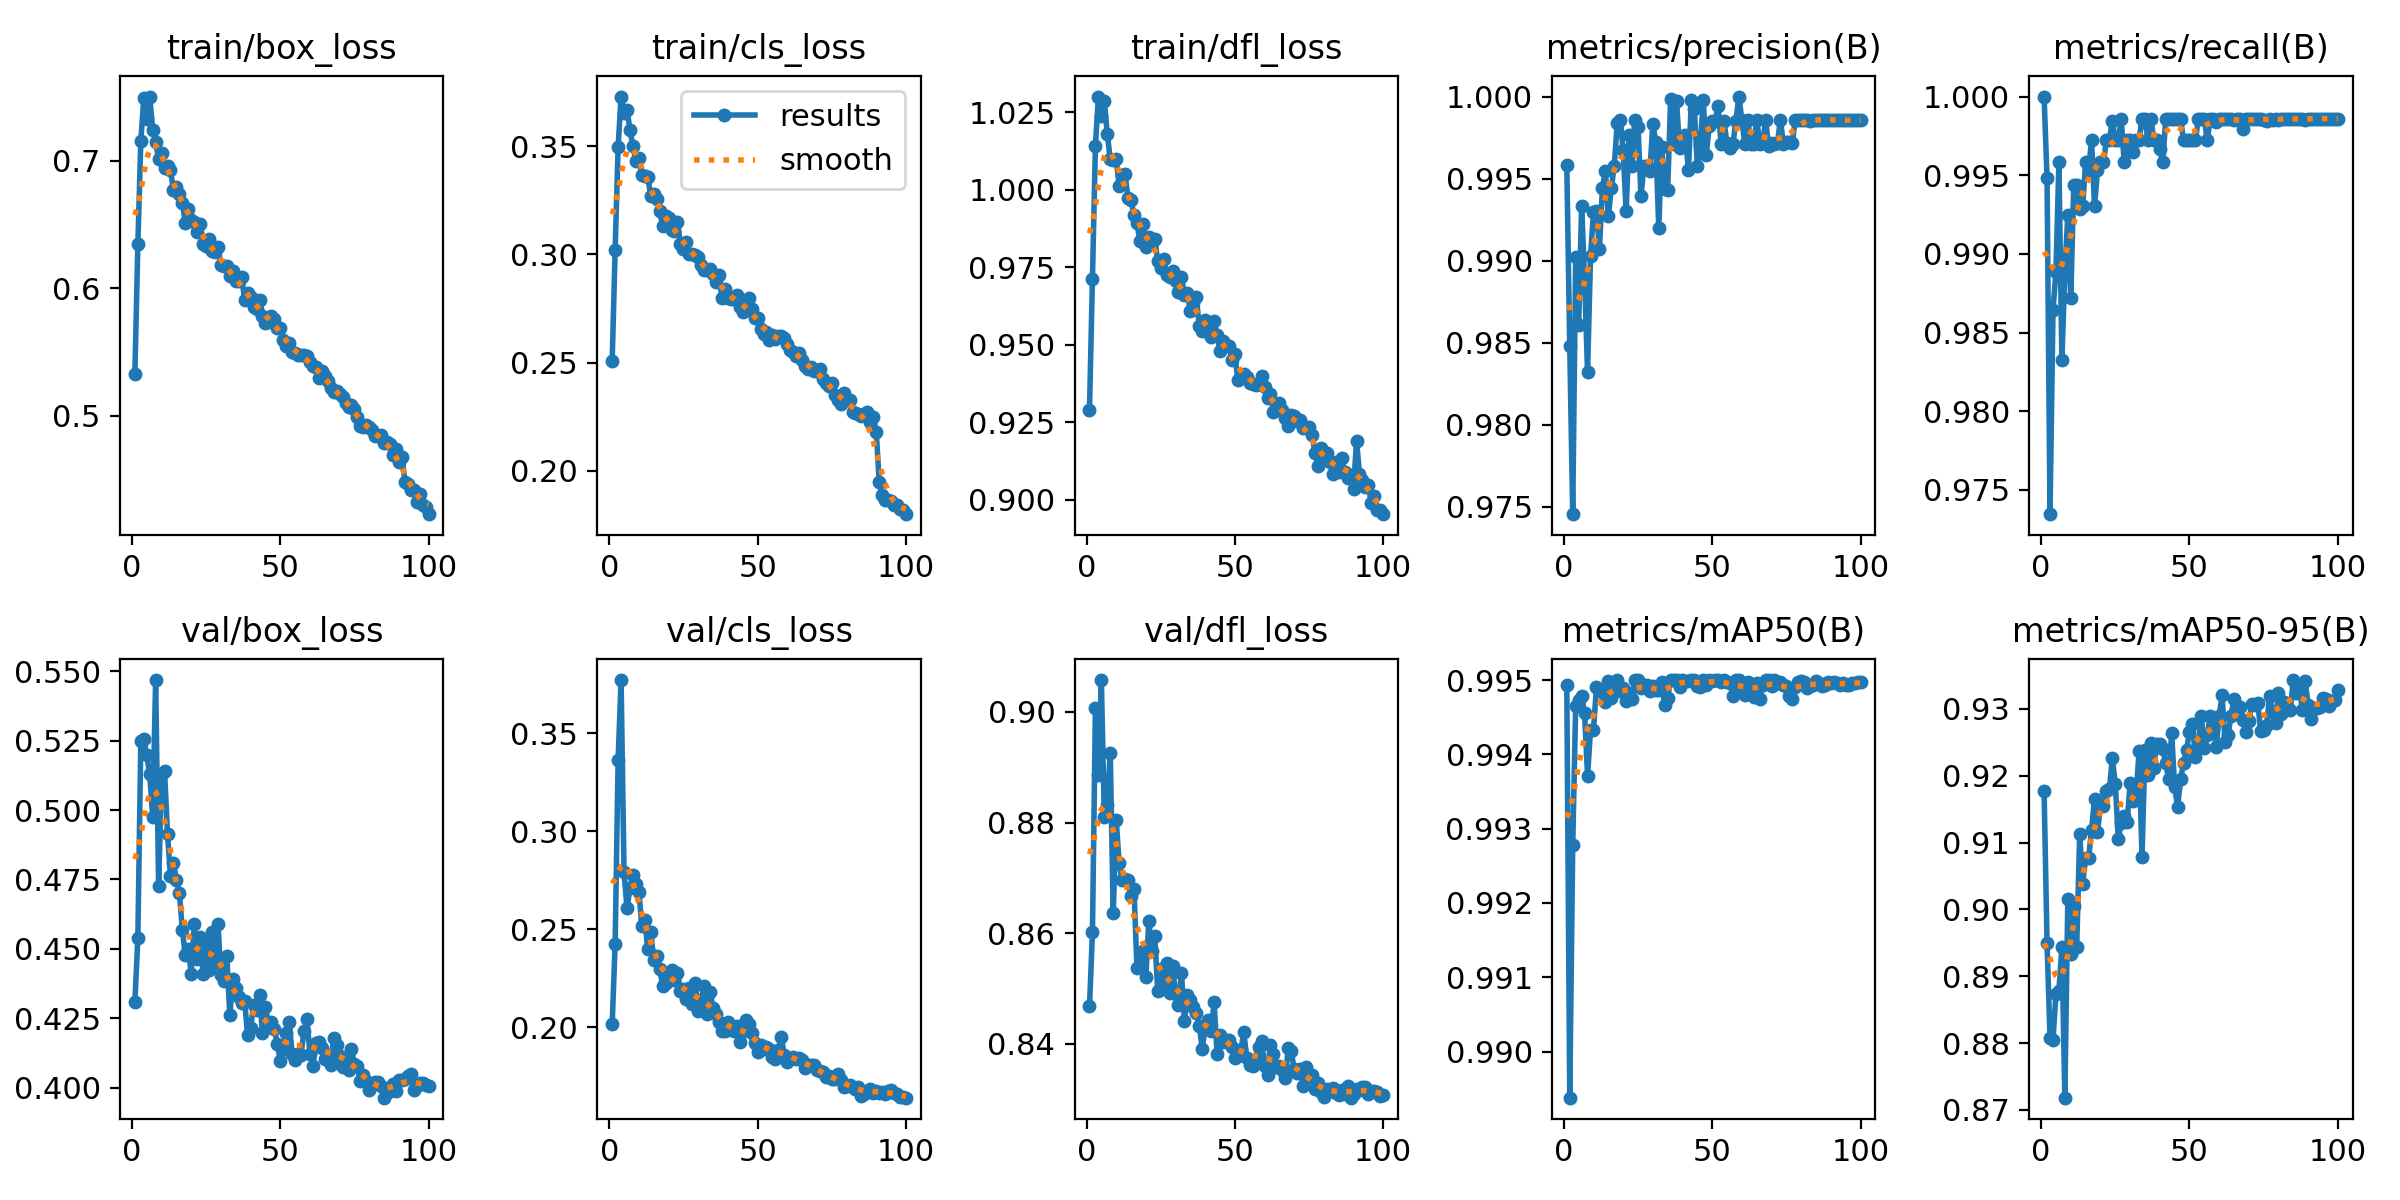 train/box_loss
train/cls_loss
train/dfl_loss
metrics/precision(B)
metrics/recall(B)
0.7
0.6
0.5
0 50 100
results
smooth
0.35
0.30
0.25
0.20
0 50 100
1.025
1.000
0.975
0.950
0.925
0.900
0 50 100
1.000
0.995
0.990
0.985
0.980
0.975
0 50 100
1.000
0.995
0.990
0.985
0.980
0.975
0 50 100
val/box_loss
val/cls_loss
val/dfl_loss
metrics/mAP50(B)
metrics/mAP50-95(B)
0.550
0.525
0.500
0.475
0.450
0.425
0.400
0 50 100
0.35
0.30
0.25
0.20
0 50 100
0.90
0.88
0.86
0.84
0 50 100
0.995
0.994
0.993
0.992
0.991
0.990
0 50 100
0.93
0.92
0.91
0.90
0.89
0.88
0.87
0 50 100